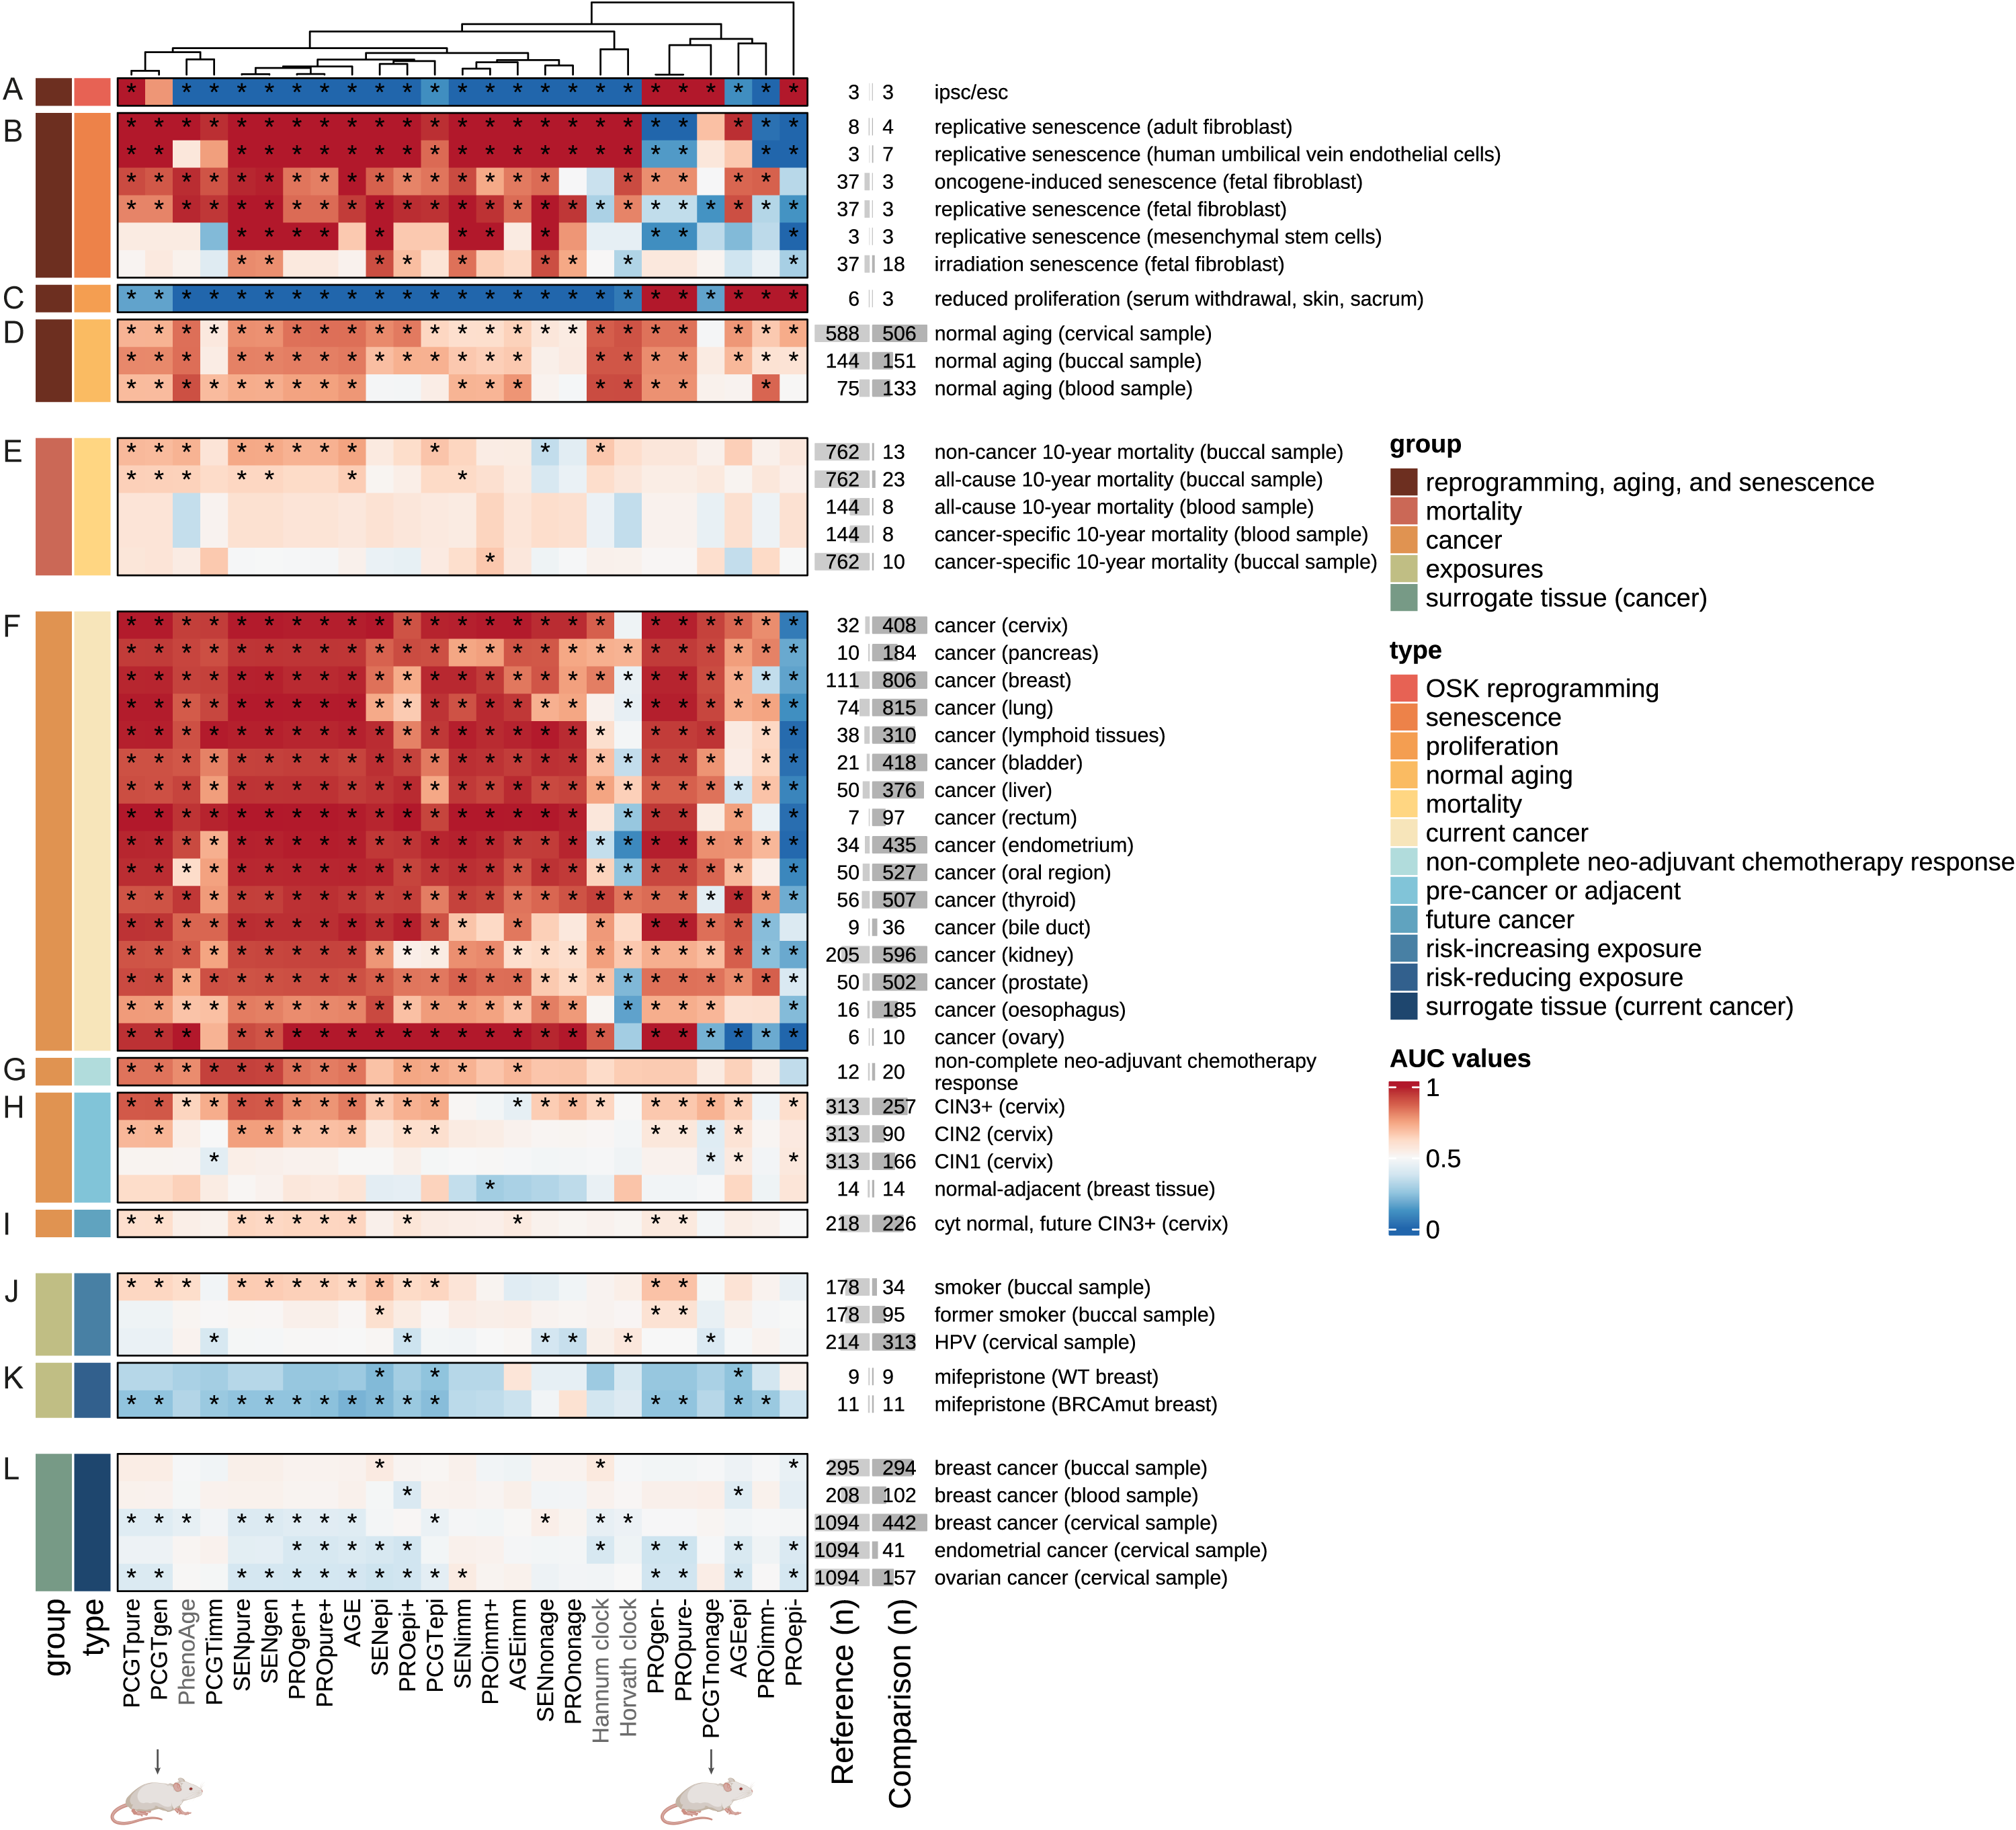 A
3 3 ipsc/esc
B
8 4 replicative senescence (adult fibroblast)
3 7 replicative senescence (human umbilical vein endothelial cells)
37 3 oncogene-induced senescence (fetal fibroblast)
37 3 replicative senescence (fetal fibroblast)
3 3 replicative senescence (mesenchymal stem cells)
37 18 irradiation senescence (fetal fibroblast)
C
6 3 reduced proliferation (serum withdrawal, skin, sacrum)
D
588 506 normal aging (cervical sample)
144 151 normal aging (buccal sample)
75 133 normal aging (blood sample)
E
762 13 non-cancer 10-year mortality (buccal sample)
762 23 all-cause 10-year mortality (buccal sample)
144 8 all-cause 10-year mortality (blood sample)
144 8 cancer-specific 10-year mortality (blood sample)
762 10 cancer-specific 10-year mortality (buccal sample)
F
32 408 cancer (cervix)
10 184 cancer (pancreas)
111 806 cancer (breast)
74 815 cancer (lung)
38 310 cancer (lymphoid tissues)
21 418 cancer (bladder)
50 376 cancer (liver)
7 97 cancer (rectum)
34 435 cancer (endometrium)
50 527 cancer (oral region)
56 507 cancer (thyroid)
9 36 cancer (bile duct)
205 596 cancer (kidney)
50 502 cancer (prostate)
16 185 cancer (oesophagus)
6 10 cancer (ovary)
G
12 20 non-complete neo-adjuvant chemotherapy
response
H
313 257 CIN3+ (cervix)
313 90 CIN2 (cervix)
313 166 CIN1 (cervix)
14 14 normal-adjacent (breast tissue)
I
218 226 cyt normal, future CIN3+ (cervix)
J
178 34 smoker (buccal sample)
178 95 former smoker (buccal sample)
214 313 HPV (cervical sample)
K
9 9 mifepristone (WT breast)
11 11 mifepristone (BRCAmut breast)
L
295 294 breast cancer (buccal sample)
208 102 breast cancer (blood sample)
1094 442 breast cancer (cervical sample)
1094 41 endometrial cancer (cervical sample)
1094 157 ovarian cancer (cervical sample)
group
type
PCGTpure
PCGTgen
PhenoAge
PCGTimm
SENpure
SENgen
PROgen+
PROpure+
AGE
SENepi
PROepi+
PCGTepi
SENimm
PROimm+
AGEimm
SENnonage
PROnonage
Hannum clock
Horvath clock
PROgen-
PROpure-
PCGTnonage
AGEepi
PROimm-
PROepi-
Reference (n)
Comparison (n)
group
reprogramming, aging, and senescence
mortality
cancer
exposures
surrogate tissue (cancer)
type
OSK reprogramming
senescence
proliferation
normal aging
mortality
current cancer
non-complete neo-adjuvant chemotherapy response
pre-cancer or adjacent
future cancer
risk-increasing exposure
risk-reducing exposure
surrogate tissue (current cancer)
AUC values
1
0.5
0